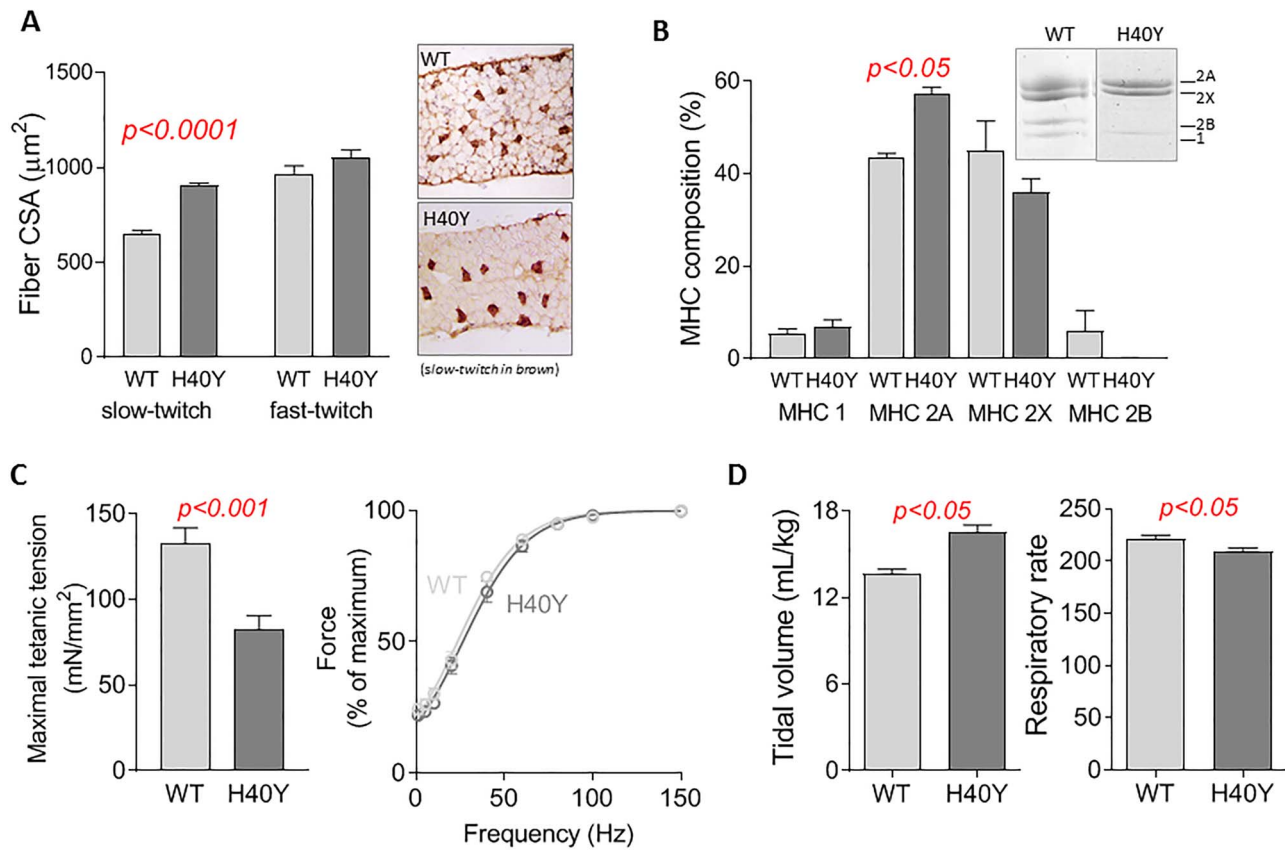 A
Fiber CSA (μm²)
1500
1000
500
0
p<0.0001
WT H40Y WT H40Y
slow-twitch fast-twitch
WT
H40Y
(slow-twitch in brown)
B
MHC composition (%)
60
40
20
0
p<0.05
WT H40Y
2A
2X
2B
1
WT H40Y WT H40Y WT H40Y WT H40Y
MHC 1 MHC 2A MHC 2X MHC 2B
C
Maximal tetanic tension
(mN/mm²)
150
100
50
0
p<0.001
WT H40Y
Force
(% of maximum)
100
50
0
WT
H40Y
0 50 100 150
Frequency (Hz)
D
Tidal volume (mL/kg)
18
12
6
0
p<0.05
WT H40Y
Respiratory rate
250
200
150
100
50
0
p<0.05
WT H40Y